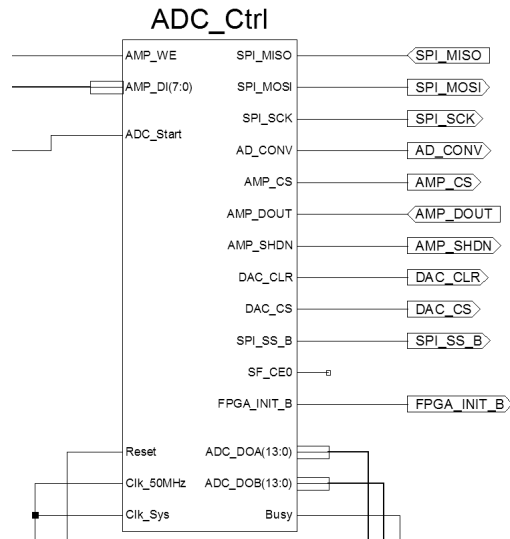 ADC_Ctrl
AMP_WE SPI_MISO SPI_MISO
AMP_DI(7:0) SPI_MOSI SPI_MOSI
SPI_SCK SPI_SCK
ADC_Start
AD_CONV AD_CONV
AMP_CS AMP_CS
AMP_DOUT AMP_DOUT
AMP_SHDN AMP_SHDN
DAC_CLR DAC_CLR
DAC_CS DAC_CS
SPI_SS_B SPI_SS_B
SF_CE0
FPGA_INIT_B FPGA_INIT_B
Reset ADC_DOA(13:0)
Clk_50MHz ADC_DOB(13:0)
Clk_Sys Busy